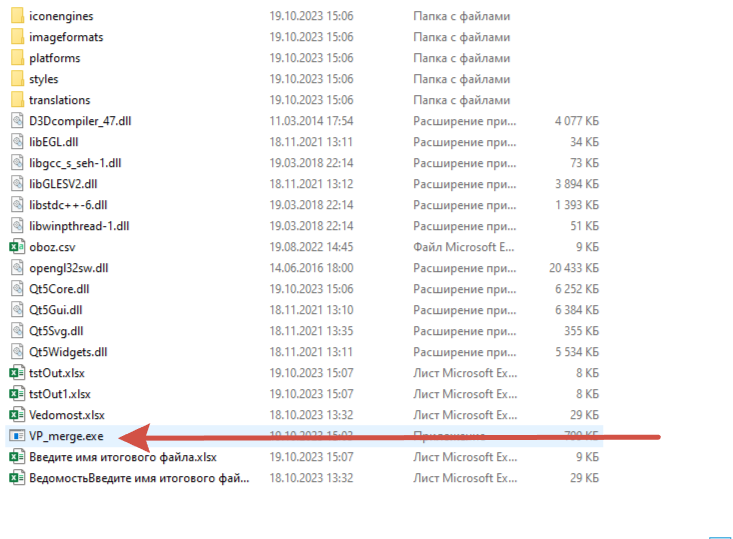 iconengines 19.10.2023 15:06 Папка с файлами
imageformats 19.10.2023 15:06 Папка с файлами
platforms 19.10.2023 15:06 Папка с файлами
styles 19.10.2023 15:06 Папка с файлами
translations 19.10.2023 15:06 Папка с файлами
D3Dcompiler_47.dll 11.03.2014 17:54 Расширение при... 4 077 КБ
libEGL.dll 18.11.2021 13:11 Расширение при... 34 КБ
libgcc_s_seh-1.dll 19.03.2018 22:14 Расширение при... 73 КБ
libGLESV2.dll 18.11.2021 13:12 Расширение при... 3 894 КБ
libstdc++-6.dll 19.03.2018 22:14 Расширение при... 1 393 КБ
libwinpthread-1.dll 19.03.2018 22:14 Расширение при... 51 КБ
oboz.csv 19.08.2022 14:45 Файл Microsoft E... 9 КБ
opengl32sw.dll 14.06.2016 18:00 Расширение при... 20 433 КБ
Qt5Core.dll 19.10.2023 15:06 Расширение при... 6 252 КБ
Qt5Gui.dll 18.11.2021 13:10 Расширение при... 6 384 КБ
Qt5Svg.dll 18.11.2021 13:35 Расширение при... 355 КБ
Qt5Widgets.dll 18.11.2021 13:11 Расширение при... 5 534 КБ
tstOut.xlsx 19.10.2023 15:07 Лист Microsoft Ex... 8 КБ
tstOut1.xlsx 19.10.2023 15:07 Лист Microsoft Ex... 8 КБ
Vedomost.xlsx 18.10.2023 13:32 Лист Microsoft Ex... 29 КБ
VP_merge.exe 19.10.2023 Приложение КБ
Введите имя итогового файла.xlsx 19.10.2023 15:07 Лист Microsoft Ex... 9 КБ
ВедомостьВведите имя итогового фай... 18.10.2023 13:32 Лист Microsoft Ex... 29 КБ